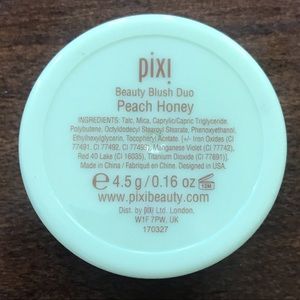 pixi
Beauty Blush Duo
Peach Honey
INGREDIENTS: Talc, Mica, Caprylic/Capric Triglyceride,
Polybutene, Octyldodecyl Stearoyl Stearate, Phenoxyethanol,
Ethylhexylglycerin, Tocopheryl Acetate. [+/- Iron Oxides (CI
77491, CI 77492, CI 77499), Manganese Violet (CI 77742),
Red 40 Lake (CI 16035), Titanium Dioxide (CI 77891)].
Made in China / Fabriqué en Chine. Designed in USA.
℮ 4.5 g / 0.16 oz 12M
www.pixibeauty.com
Dist. by pixi Ltd. London,
W1F 7PW, UK
170327